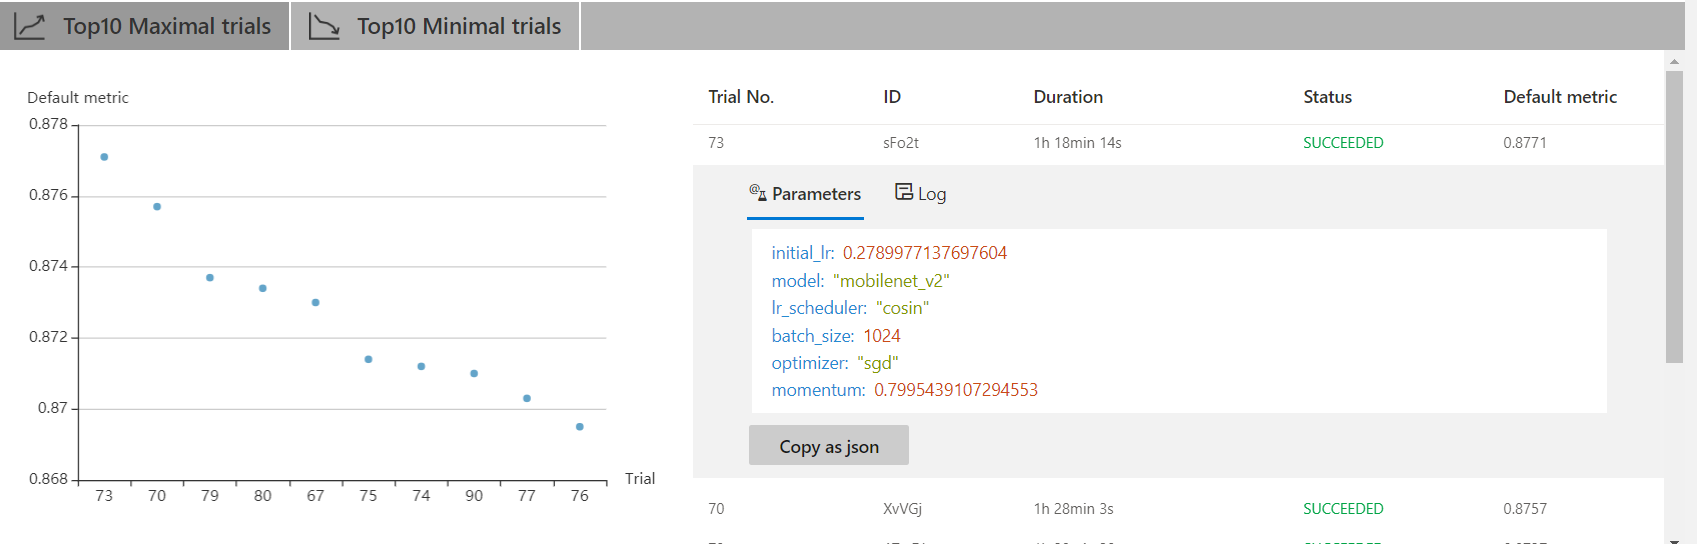 Top10 Maximal trials
Top10 Minimal trials
Default metric
0.878
0.876
0.874
0.872
0.87
0.868
73 70 79 80 67 75 74 90 77 76
Trial
Trial No. ID Duration Status Default metric
73 sFo2t 1h 18min 14s SUCCEEDED 0.8771
Parameters Log
initial_lr: 0.2789977137697604
model: "mobilenet_v2"
lr_scheduler: "cosin"
batch_size: 1024
optimizer: "sgd"
momentum: 0.7995439107294553
Copy as json
70 XvVGj 1h 28min 3s SUCCEEDED 0.8757